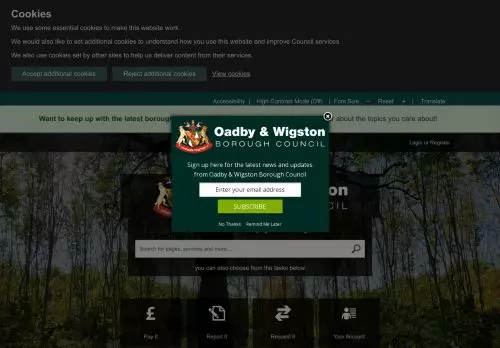 Cookies
We use some essential cookies to make this website work.
We would also like to set additional cookies to understand how you use this website and improve Council services.
We also use cookies set by other sites to help us deliver content from their services.
Accept additional cookies
Reject additional cookies
View cookies
Accessibility | High Contrast Mode (Off) | Font Size: − Reset + | Translate
Want to keep up with the latest boroug
about the topics you care about!
Login or Register
Oadby & Wigston
BOROUGH COUNCIL
Sign up here for the latest news and updates
from Oadby & Wigston Borough Council
Enter your email address
SUBSCRIBE
No Thanks Remind Me Later
Search for pages, services and more...
you can also choose from the tasks below
Pay It
Report It
Request It
Your Account